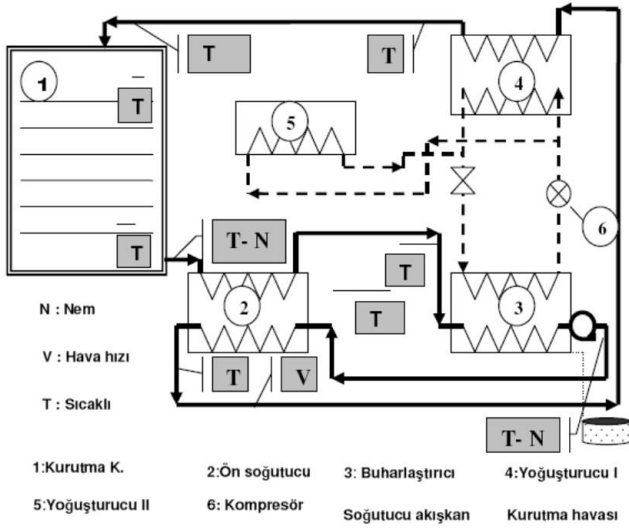 T
T
1
T
4
5
T
T- N
6
T
2
T
3
N : Nem
V : Hava hızı
T
V
T : Sıcaklı
T- N
1:Kurutma K.
2:Ön soğutucu
3: Buharlaştırıcı
4:Yoğuşturucu I
5:Yoğuşturucu II
6: Kompresör
Soğutucu akışkan
Kurutma havası